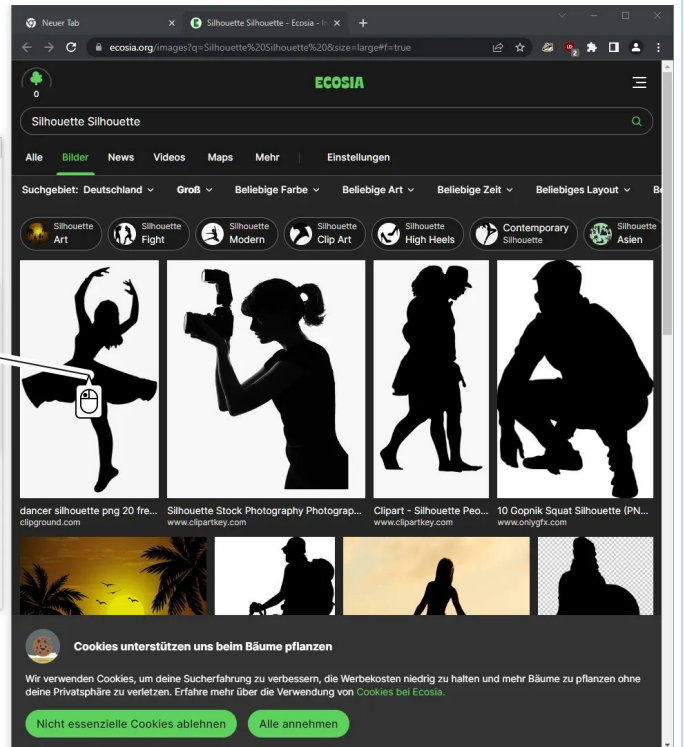 Neuer Tab
Silhouette Silhouette - Ecosia - In
ecosia.org/images?q=Silhouette%20Silhouette%20&size=large#f=true
2
0
ECOSIA
Silhouette Silhouette
Alle Bilder News Videos Maps Mehr Einstellungen
Suchgebiet: Deutschland Groß Beliebige Farbe Beliebige Art Beliebige Zeit Beliebiges Layout Be
Silhouette Art
Silhouette Fight
Silhouette Modern
Silhouette Clip Art
Silhouette High Heels
Contemporary Silhouette
Silhouette Asien
dancer silhouette png 20 fre...
clipground.com
Silhouette Stock Photography Photograp...
www.clipartkey.com
Clipart - Silhouette Peo...
www.clipartkey.com
10 Gopnik Squat Silhouette (PN...
www.onlygfx.com
Cookies unterstützen uns beim Bäume pflanzen
Wir verwenden Cookies, um deine Sucherfahrung zu verbessern, die Werbekosten niedrig zu halten und mehr Bäume zu pflanzen ohne
deine Privatsphäre zu verletzen. Erfahre mehr über die Verwendung von Cookies bei Ecosia.
Nicht essenzielle Cookies ablehnen
Alle annehmen